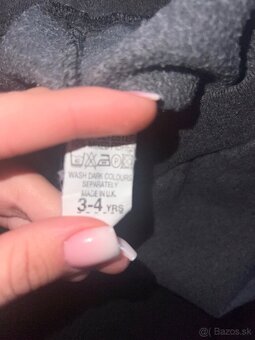 WASH DARK COLOURS
SEPARATELY
MADE IN U.K.
3-4 YRS
© Bazos.sk